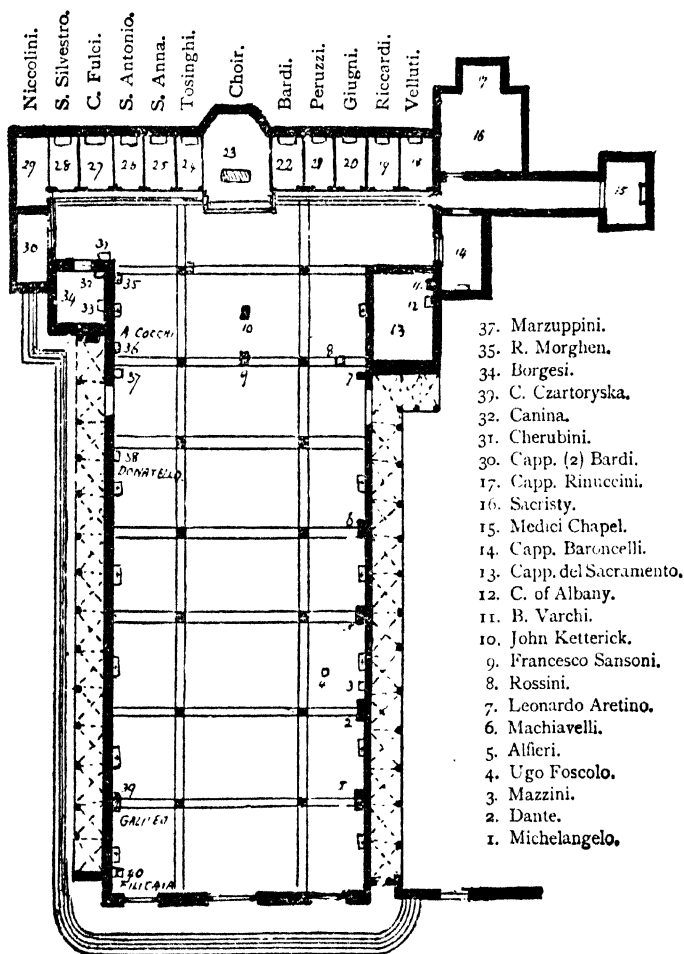 Niccolini.
S. Silvestro.
C. Fulci.
S. Antonio.
S. Anna.
Tosinghi.
Choir.
Bardi.
Peruzzi.
Giugni.
Riccardi.
Velluti.
17
16
29
28
27
26
25
24
23
22
21
20
19
18
15
30
14
31
32
35
11
34
33
12
10
13
A COCCHI
36
8
9
37
7
38
DONATELLO
6
4
3
2
39
5
GALILEO
40
FILICAIA
37. Marzuppini.
35. R. Morghen.
34. Borgesi.
39. C. Czartoryska.
32. Canina.
31. Cherubini.
30. Capp. (2) Bardi.
17. Capp. Rinuccini.
16. Sacristy.
15. Medici Chapel.
14. Capp. Baroncelli.
13. Capp. del Sacramento.
12. C. of Albany.
11. B. Varchi.
10. John Ketterick.
9. Francesco Sansoni.
8. Rossini.
7. Leonardo Aretino.
6. Machiavelli.
5. Alfieri.
4. Ugo Foscolo.
3. Mazzini.
2. Dante.
1. Michelangelo.